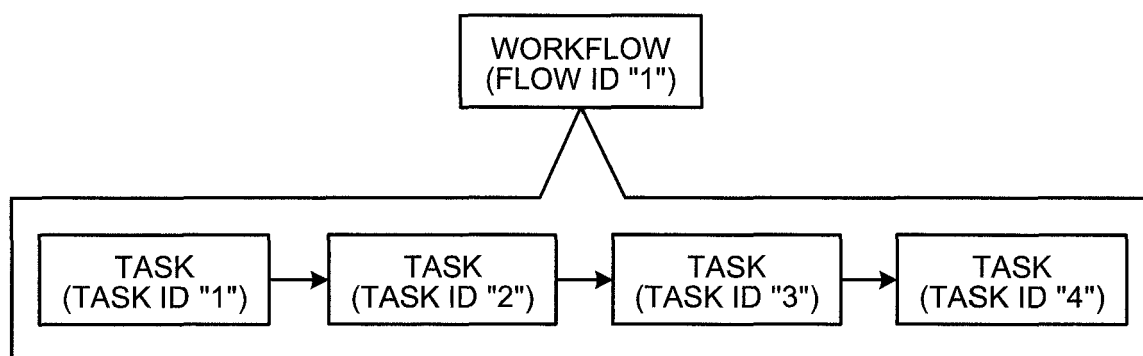 WORKFLOW
(FLOW ID "1")
TASK
(TASK ID "1")
TASK
(TASK ID "2")
TASK
(TASK ID "3")
TASK
(TASK ID "4")